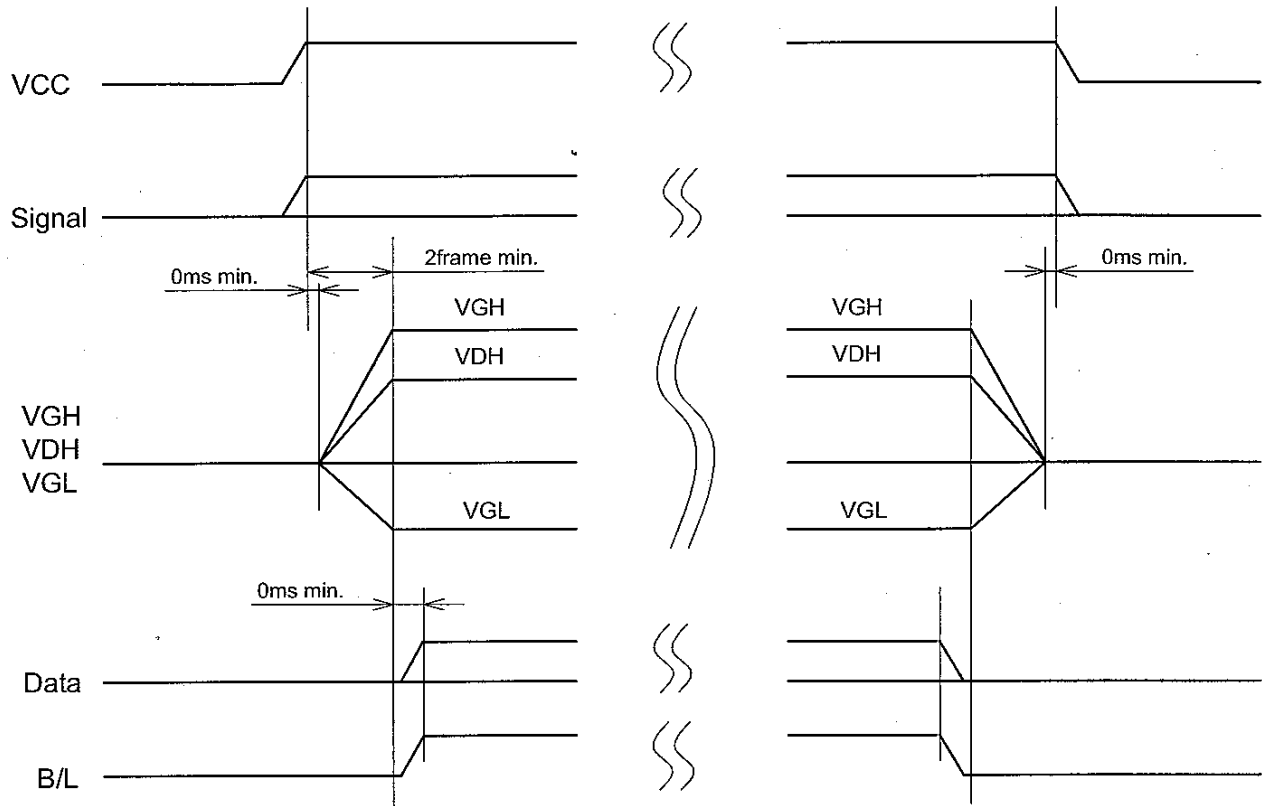 VCC
Signal
2frame min.
0ms min.
0ms min.
VGH
VGH
VDH
VDH
VGH
VDH
VGL
VGL
VGL
0ms min.
Data
B/L